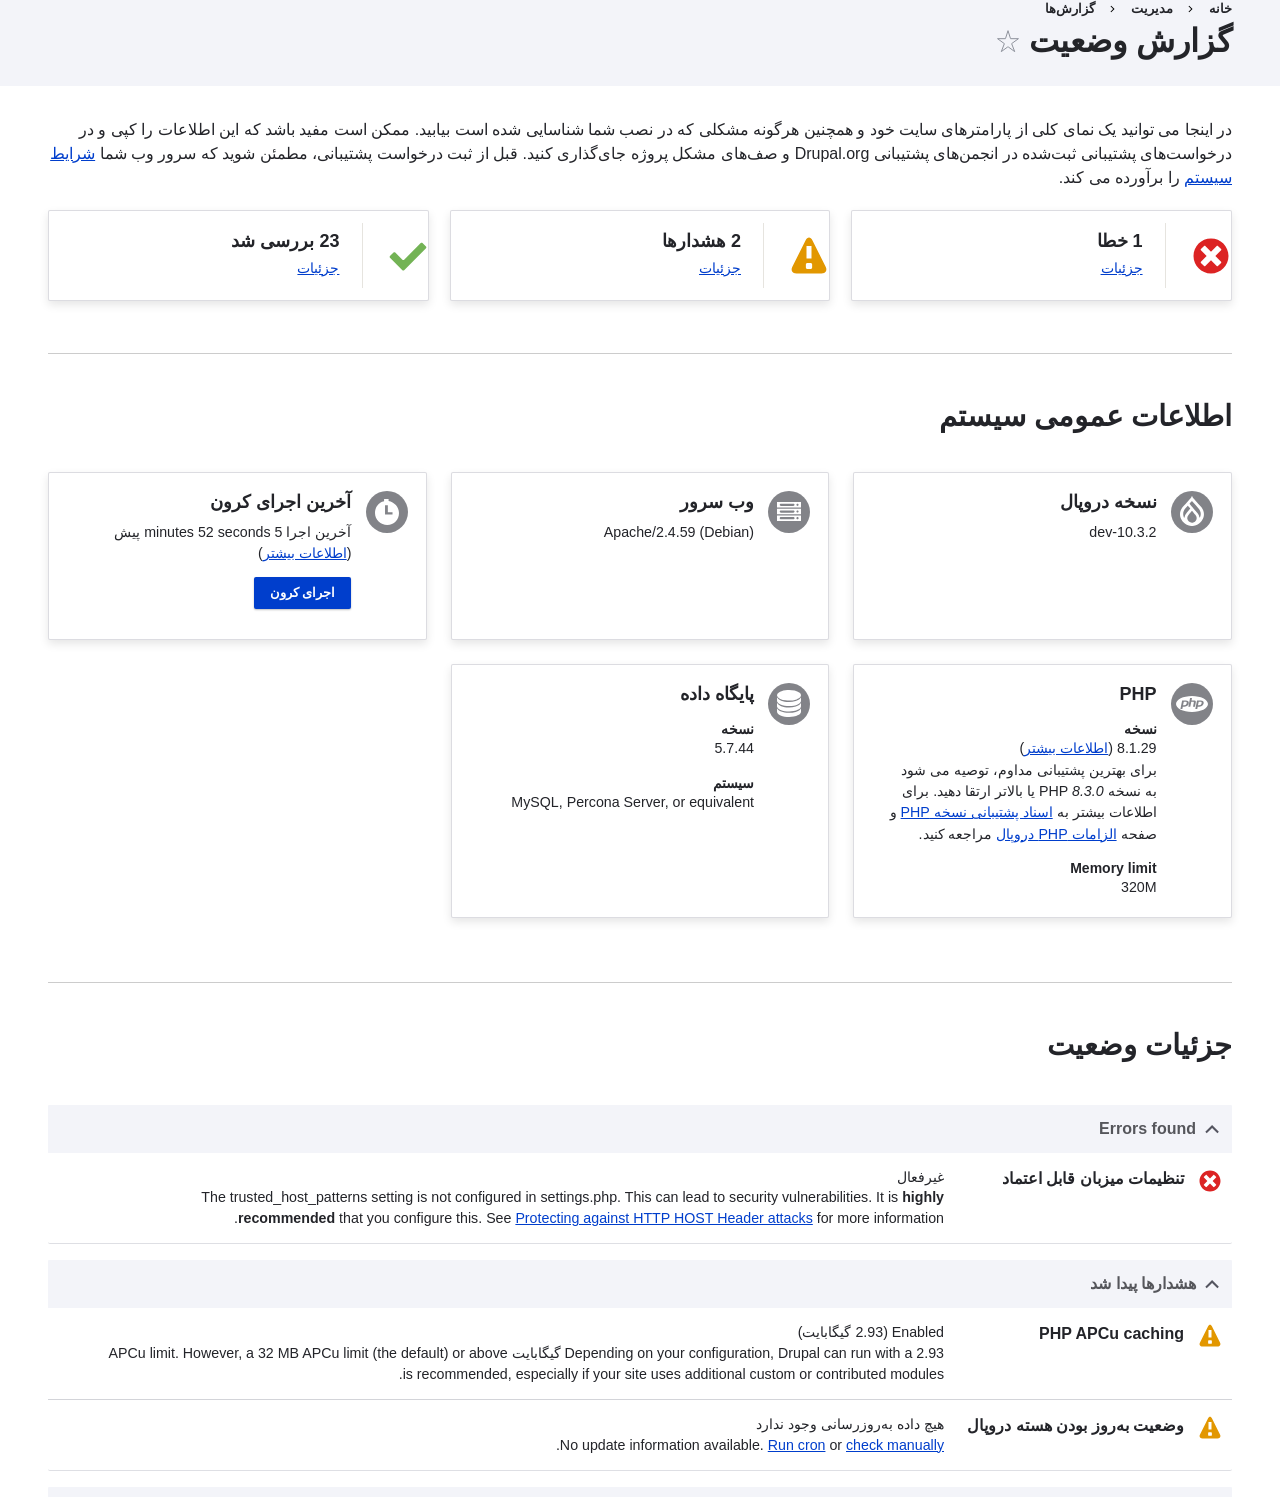 خانه › مدیریت › گزارش‌ها
گزارش وضعیت ☆
در اینجا می توانید یک نمای کلی از پارامترهای سایت خود و همچنین هرگونه مشکلی که در نصب شما شناسایی شده است بیابید. ممکن است مفید باشد که این اطلاعات را کپی و در
درخواست‌های پشتیبانی ثبت‌شده در انجمن‌های پشتیبانی Drupal.org و صف‌های مشکل پروژه جای‌گذاری کنید. قبل از ثبت درخواست پشتیبانی، مطمئن شوید که سرور وب شما شرایط
سیستم را برآورده می کند.
1 خطا
جزئیات
2 هشدارها
جزئیات
23 بررسی شد
جزئیات
اطلاعات عمومی سیستم
نسخه دروپال
10.3.2-dev
وب سرور
Apache/2.4.59 (Debian)
آخرین اجرای کرون
آخرین اجرا 5 minutes 52 seconds پیش
(اطلاعات بیشتر)
اجرای کرون
PHP
نسخه
8.1.29 (اطلاعات بیشتر)
برای بهترین پشتیبانی مداوم، توصیه می شود
به نسخه PHP 8.3.0 یا بالاتر ارتقا دهید. برای
اطلاعات بیشتر به اسناد پشتیبانی نسخه PHP و
صفحه الزامات PHP دروپال مراجعه کنید.
Memory limit
320M
پایگاه داده
نسخه
5.7.44
سیستم
MySQL, Percona Server, or equivalent
جزئیات وضعیت
Errors found
تنظیمات میزبان قابل اعتماد
غیرفعال
The trusted_host_patterns setting is not configured in settings.php. This can lead to security vulnerabilities. It is highly
recommended that you configure this. See Protecting against HTTP HOST Header attacks for more information.
هشدارها پیدا شد
PHP APCu caching
Enabled (2.93 گیگابایت)
Depending on your configuration, Drupal can run with a 2.93 گیگابایت APCu limit. However, a 32 MB APCu limit (the default) or above
is recommended, especially if your site uses additional custom or contributed modules.
وضعیت به‌روز بودن هسته دروپال
هیچ داده به‌روزرسانی وجود ندارد
No update information available. Run cron or check manually.